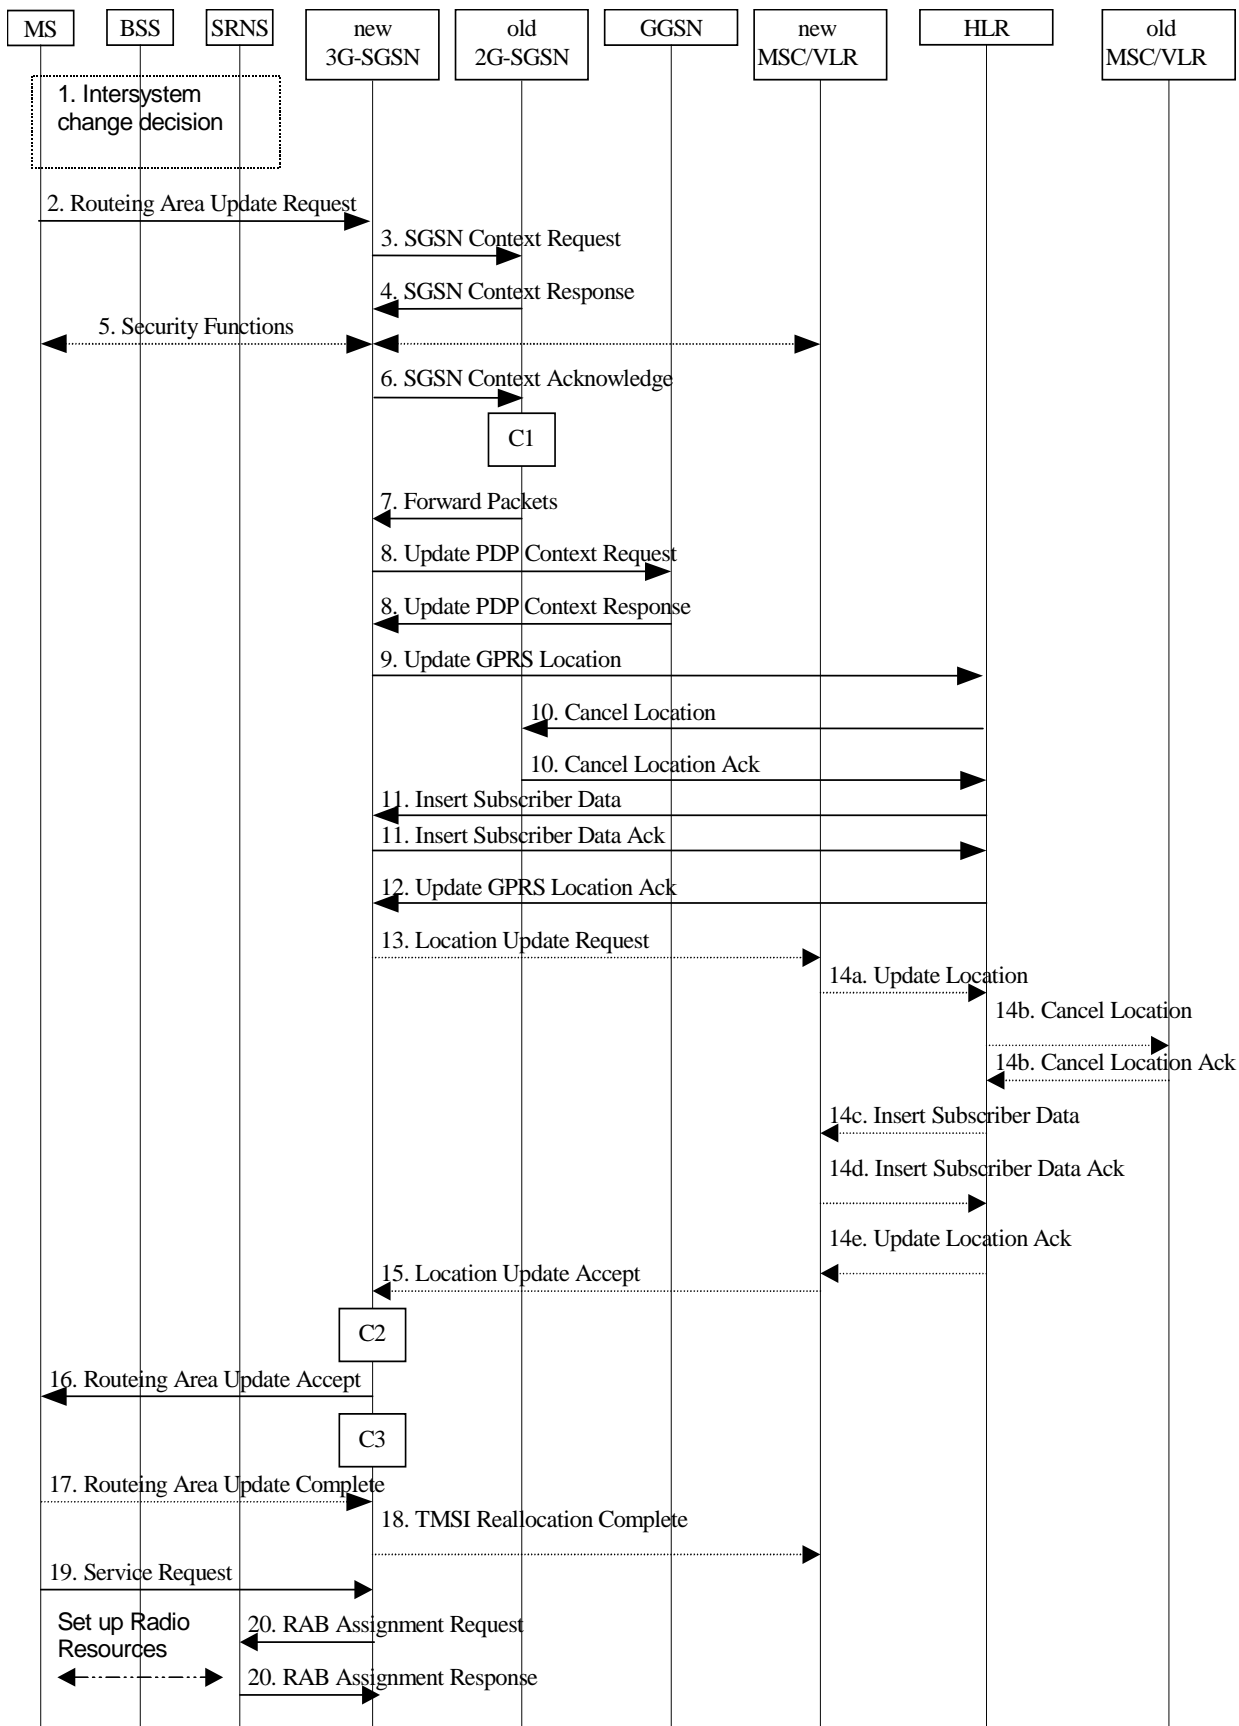 MS
BSS
SRNS
new
3G-SGSN
old
2G-SGSN
GGSN
new
MSC/VLR
HLR
old
MSC/VLR
1. Intersystem
change decision
2. Routeing Area Update Request
3. SGSN Context Request
4. SGSN Context Response
5. Security Functions
6. SGSN Context Acknowledge
C1
7. Forward Packets
8. Update PDP Context Request
8. Update PDP Context Response
9. Update GPRS Location
10. Cancel Location
10. Cancel Location Ack
11. Insert Subscriber Data
11. Insert Subscriber Data Ack
12. Update GPRS Location Ack
13. Location Update Request
14a. Update Location
14b. Cancel Location
14b. Cancel Location Ack
14c. Insert Subscriber Data
14d. Insert Subscriber Data Ack
14e. Update Location Ack
15. Location Update Accept
C2
16. Routeing Area Update Accept
C3
17. Routeing Area Update Complete
18. TMSI Reallocation Complete
19. Service Request
Set up Radio
Resources
20. RAB Assignment Request
20. RAB Assignment Response